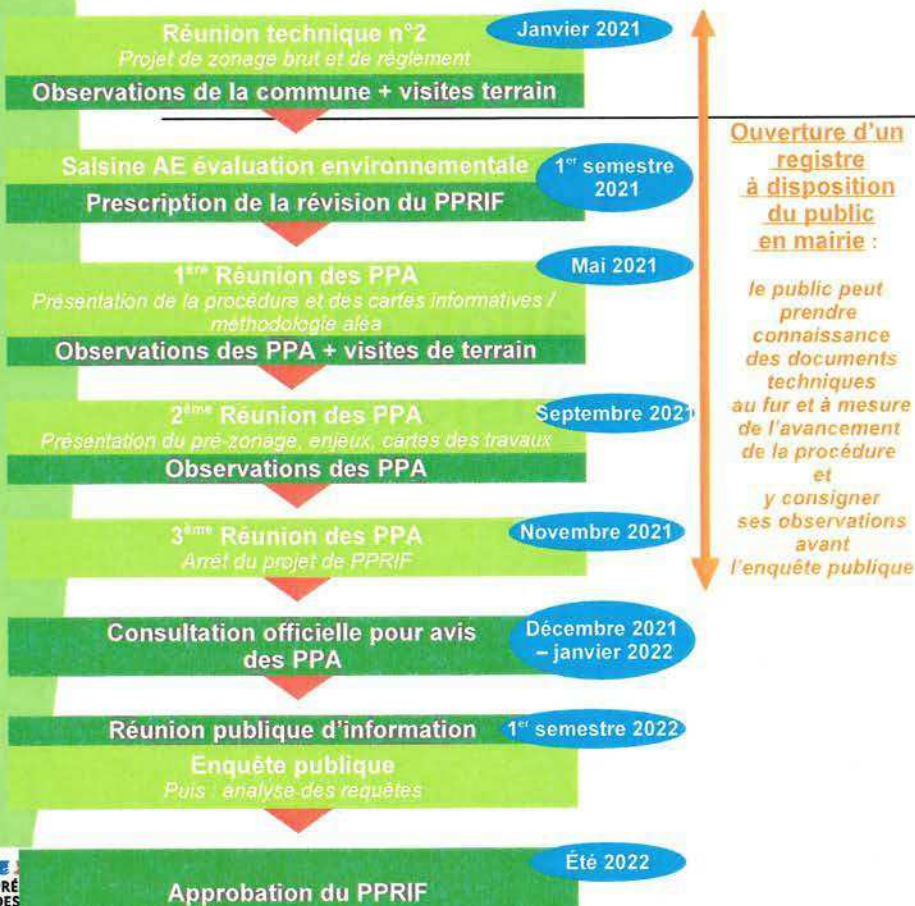 Réunion technique n°2
Janvier 2021
Projet de zonage brut et de règlement
Observations de la commune + visites terrain
Saisine AE évaluation environnementale
1er semestre
2021
Prescription de la révision du PPRIF
1ère Réunion des PPA
Mai 2021
Présentation de la procédure et des cartes informatives /
méthodologie aléa
Observations des PPA + visites de terrain
2ème Réunion des PPA
Septembre 2021
Présentation du pré-zonage, enjeux, cartes des travaux
Observations des PPA
3ème Réunion des PPA
Novembre 2021
Arrêt du projet de PPRIF
Consultation officielle pour avis
des PPA
Décembre 2021
– janvier 2022
Réunion publique d'information
1er semestre 2022
Enquête publique
Puis : analyse des requêtes
Été 2022
Approbation du PPRIF
Ouverture d'un
registre
à disposition
du public
en mairie :
le public peut
prendre
connaissance
des documents
techniques
au fur et à mesure
de l'avancement
de la procédure
et
y consigner
ses observations
avant
l'enquête publique
PRÉ
DES